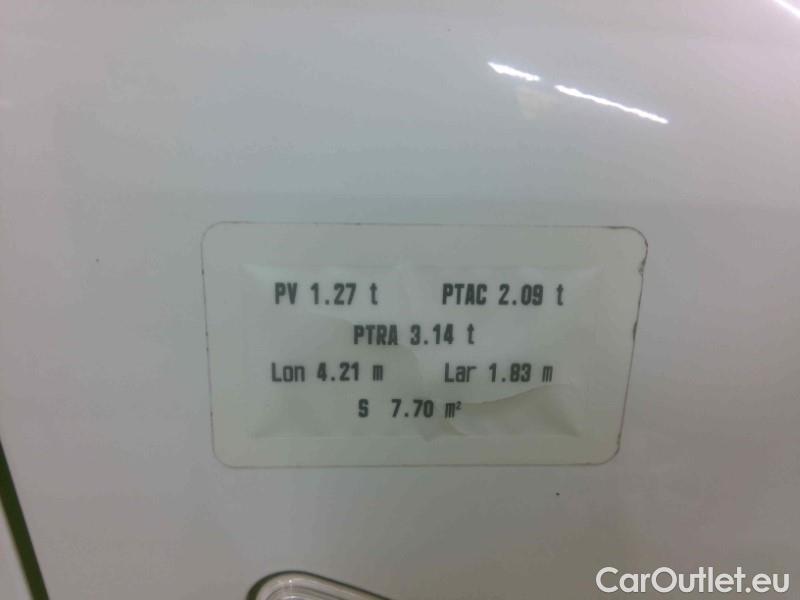 PV 1.27 t PTAC 2.09 t
PTRA 3.14 t
Lon 4.21 m Lar 1.83 m
S 7.70 m²
CarOutlet.eu